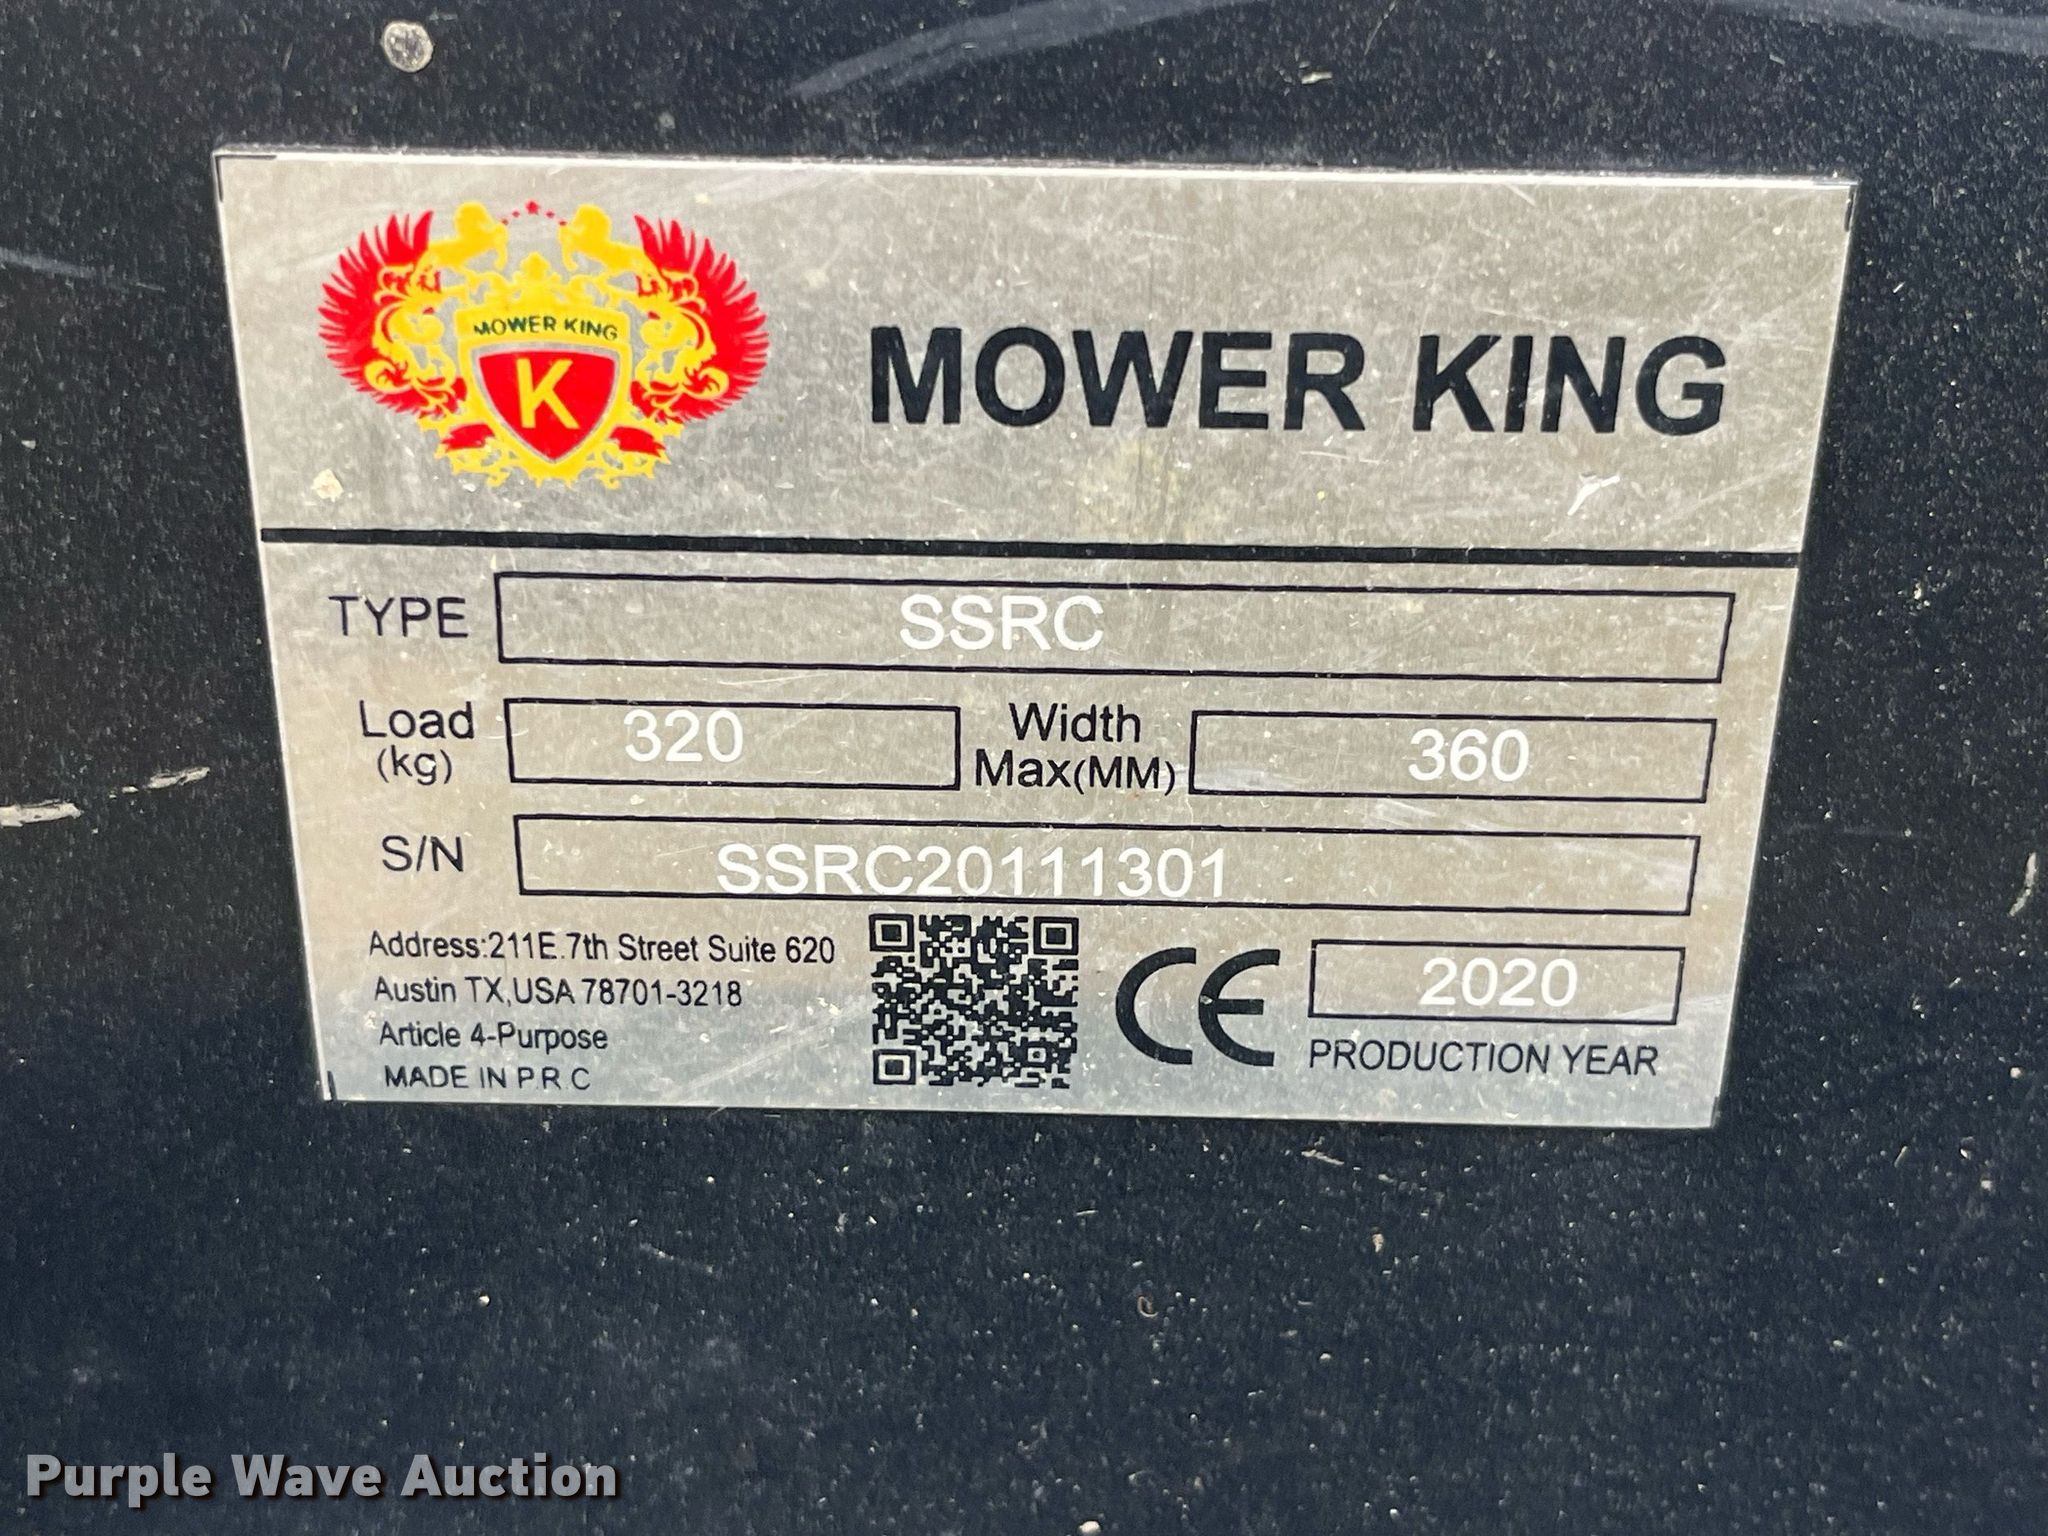 MOWER KING
K
MOWER KING
TYPE SSRC
Load (kg) 320 Width Max(MM) 360
S/N SSRC20111301
Address:211E.7th Street Suite 620
Austin TX,USA 78701-3218
Article 4-Purpose
MADE IN P.R.C
CE
2020
PRODUCTION YEAR
Purple Wave Auction